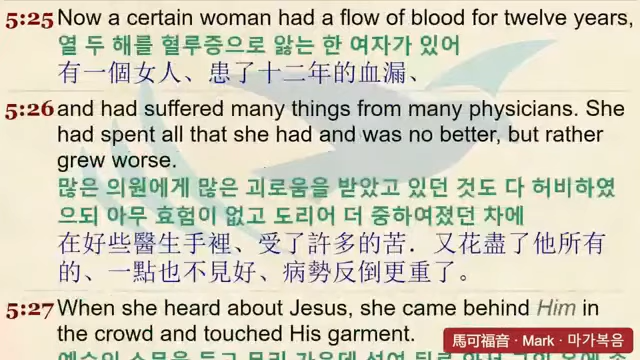 5:25 Now a certain woman had a flow of blood for twelve years,
열 두 해를 혈루증으로 앓는 한 여자가 있어
有一個女人、患了十二年的血漏、
5:26 and had suffered many things from many physicians. She
had spent all that she had and was no better, but rather
grew worse.
많은 의원에게 많은 괴로움을 받았고 있던 것도 다 허비하였
으되 아무 효험이 없고 도리어 더 중하여졌던 차에
在好些醫生手裡、受了許多的苦．又花盡了他所有
的、一點也不見好、病勢反倒更重了。
5:27 When she heard about Jesus, she came behind Him in
the crowd and touched His garment.
馬可福音 · Mark · 마가복음